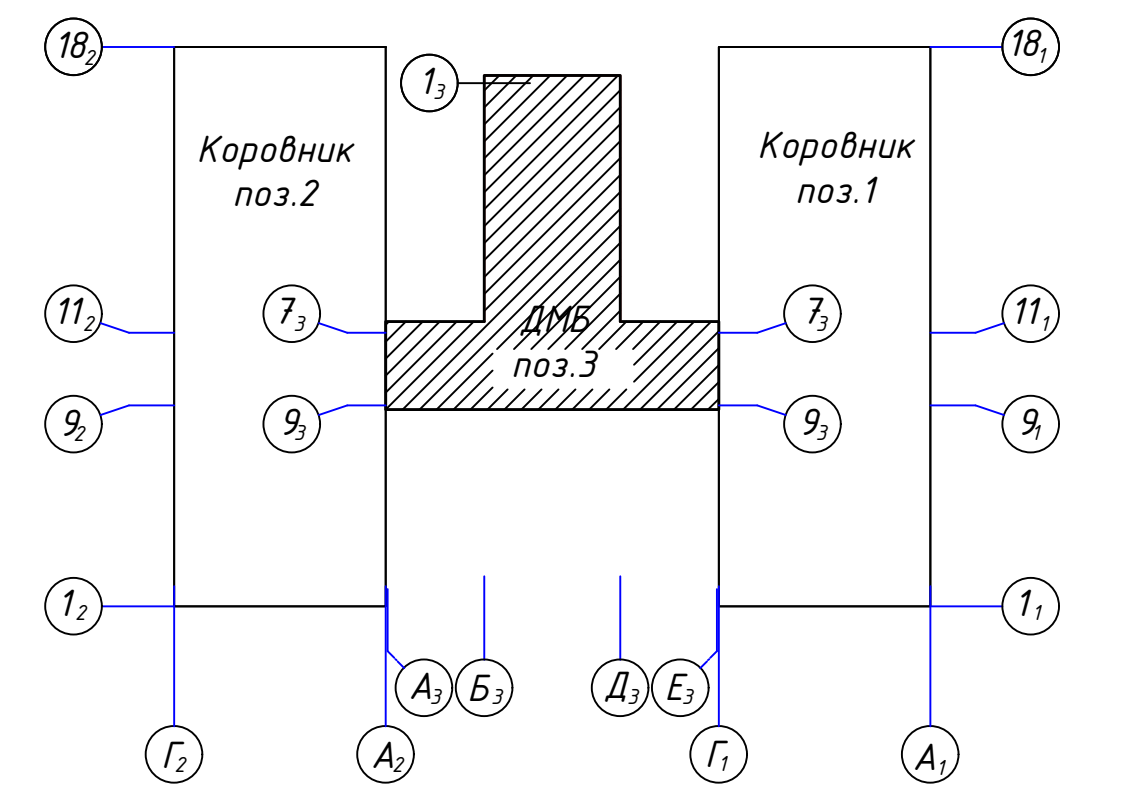 18₂
18₁
1₃
Коровник
поз.2
Коровник
поз.1
11₂
7₃
ДМБ
поз.3
7₃
11₁
9₂
9₃
9₃
9₁
1₂
1₁
А₃
Б₃
Д₃
Е₃
Г₂
А₂
Г₁
А₁